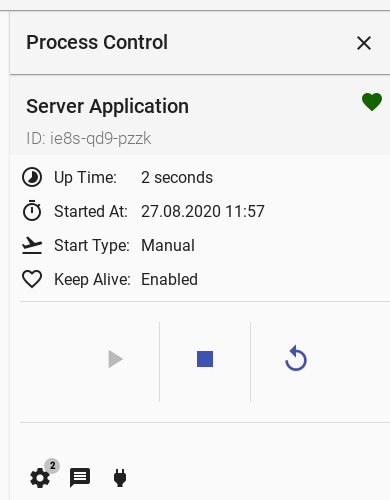 Process Control
Server Application
ID: ie8s-qd9-pzzk
Up Time: 2 seconds
Started At: 27.08.2020 11:57
Start Type: Manual
Keep Alive: Enabled
2